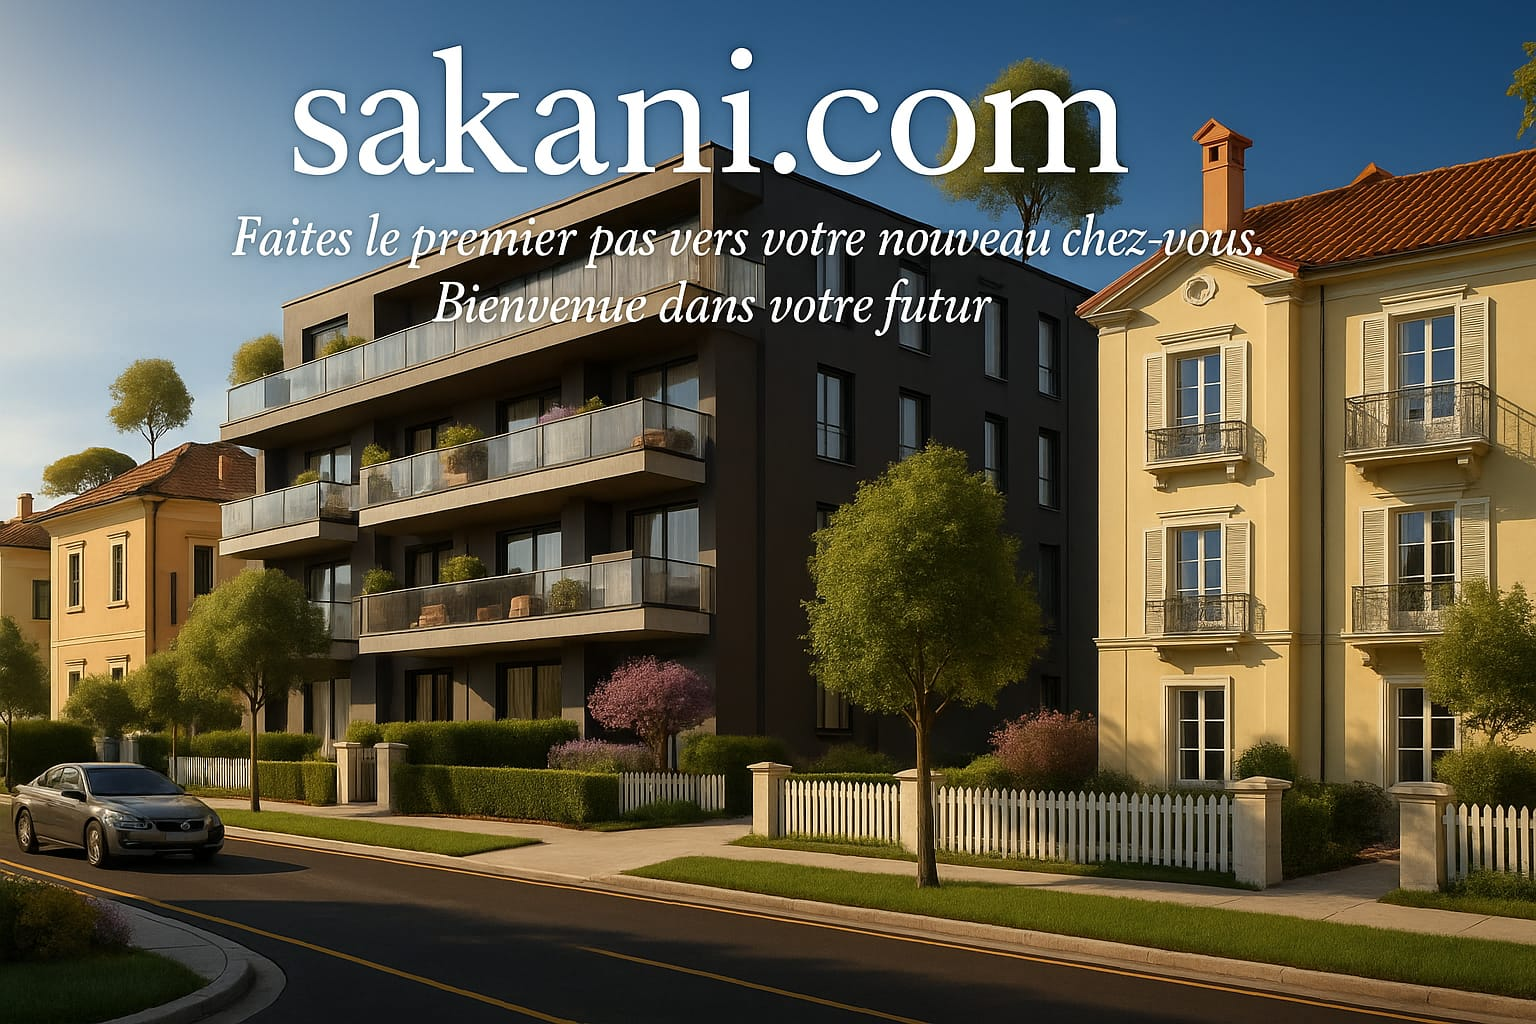 sakani.com
Faites le premier pas vers votre nouveau chez-vous.
Bienvenue dans votre futur